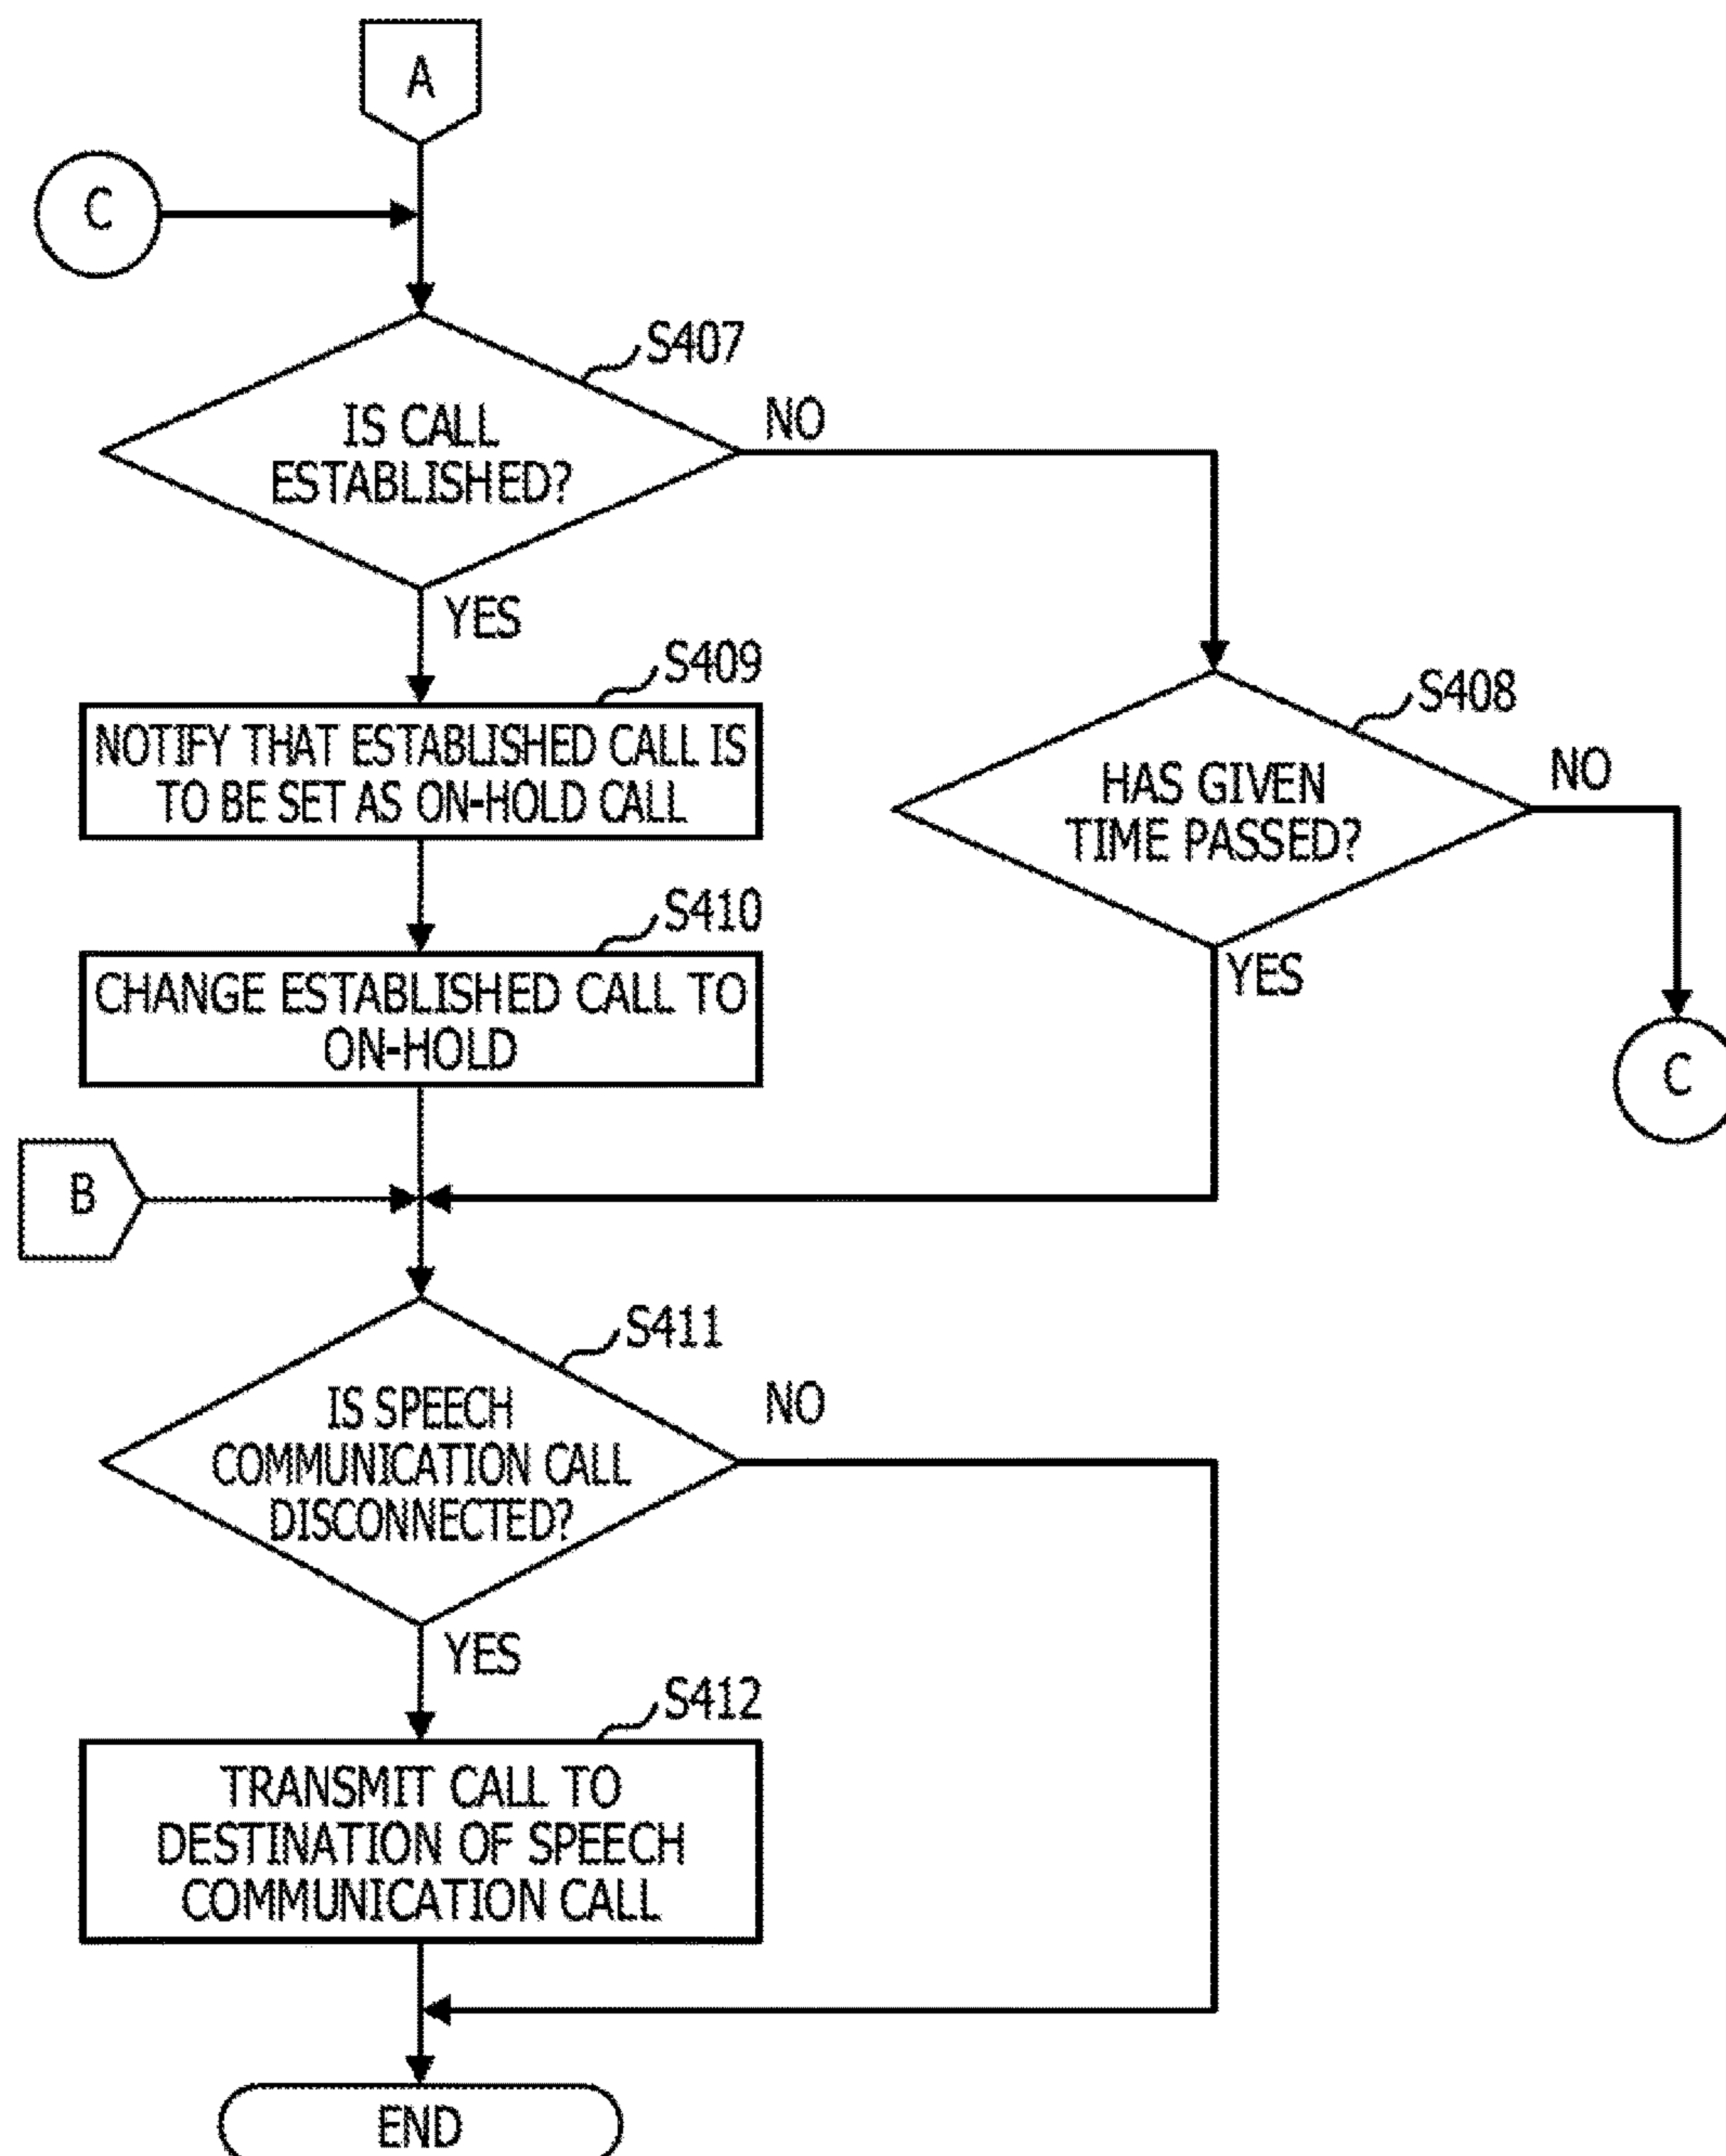 A
C
S407
IS CALL
ESTABLISHED?
NO
YES
S409
NOTIFY THAT ESTABLISHED CALL IS
TO BE SET AS ON-HOLD CALL
S408
HAS GIVEN
TIME PASSED?
NO
YES
C
S410
CHANGE ESTABLISHED CALL TO
ON-HOLD
B
S411
IS SPEECH
COMMUNICATION CALL
DISCONNECTED?
NO
YES
S412
TRANSMIT CALL TO
DESTINATION OF SPEECH
COMMUNICATION CALL
END